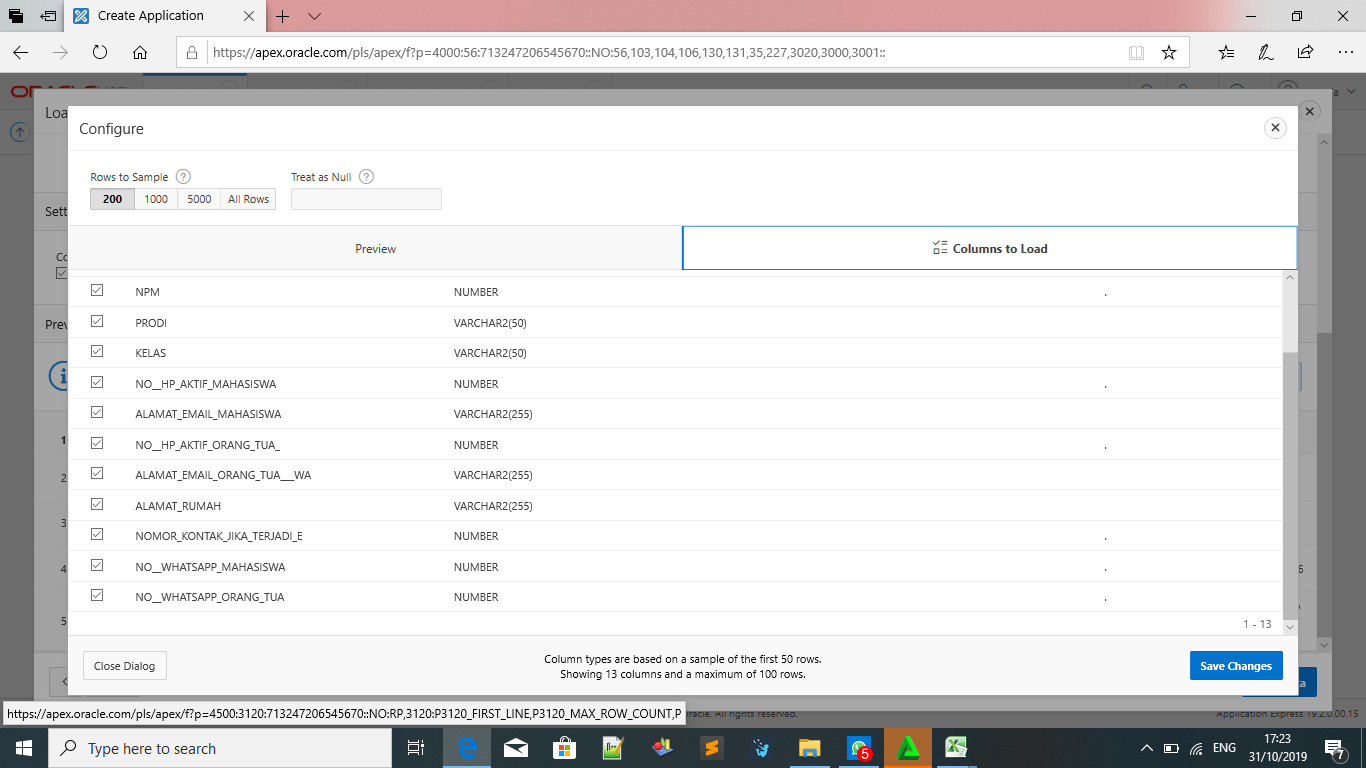 Create Application
https://apex.oracle.com/pls/apex/f?p=4000:56:713247206545670::NO:56,103,104,106,130,131,35,227,3020,3000,3001::
Configure
Rows to Sample ?
Treat as Null ?
200 1000 5000 All Rows
Preview
Columns to Load
NPM NUMBER .
PRODI VARCHAR2(50)
KELAS VARCHAR2(50)
NO__HP_AKTIF_MAHASISWA NUMBER .
ALAMAT_EMAIL_MAHASISWA VARCHAR2(255)
NO__HP_AKTIF_ORANG_TUA_ NUMBER .
ALAMAT_EMAIL_ORANG_TUA___WA VARCHAR2(255)
ALAMAT_RUMAH VARCHAR2(255)
NOMOR_KONTAK_JIKA_TERJADI_E NUMBER .
NO__WHATSAPP_MAHASISWA NUMBER .
NO__WHATSAPP_ORANG_TUA NUMBER .
1 - 13
Close Dialog
Column types are based on a sample of the first 50 rows.
Showing 13 columns and a maximum of 100 rows.
Save Changes
https://apex.oracle.com/pls/apex/f?p=4500:3120:713247206545670::NO:RP,3120:P3120_FIRST_LINE,P3120_MAX_ROW_COUNT,P
All rights reserved.
Application Express 19.2.0.00.15
Type here to search
5
ENG
17:23
31/10/2019
7